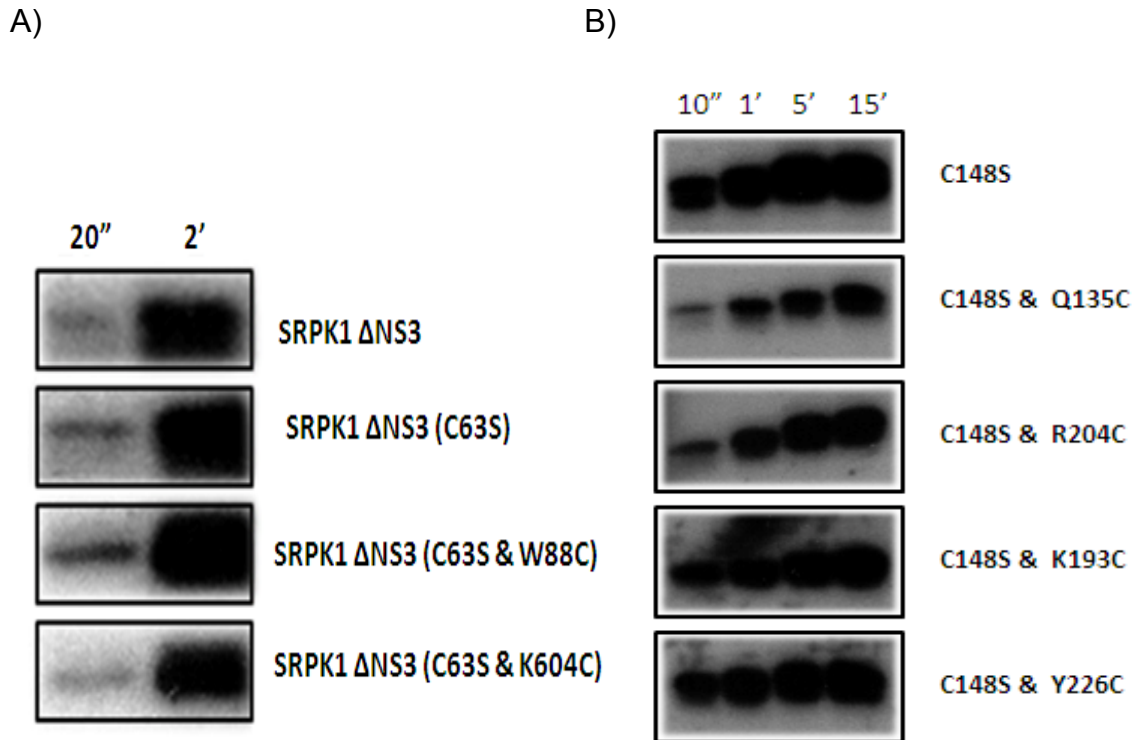 A)
20” 2’
SRPK1 ΔNS3
SRPK1 ΔNS3 (C63S)
SRPK1 ΔNS3 (C63S & W88C)
SRPK1 ΔNS3 (C63S & K604C)
B)
10” 1’ 5’ 15’
C148S
C148S & Q135C
C148S & R204C
C148S & K193C
C148S & Y226C